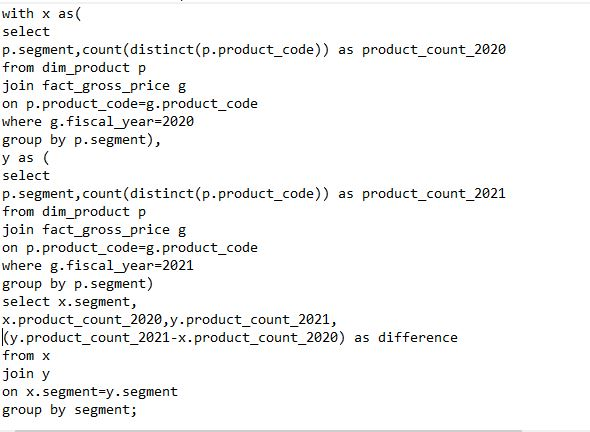 with x as(
select
p.segment,count(distinct(p.product_code)) as product_count_2020
from dim_product p
join fact_gross_price g
on p.product_code=g.product_code
where g.fiscal_year=2020
group by p.segment),
y as (
select
p.segment,count(distinct(p.product_code)) as product_count_2021
from dim_product p
join fact_gross_price g
on p.product_code=g.product_code
where g.fiscal_year=2021
group by p.segment)
select x.segment,
x.product_count_2020,y.product_count_2021,
(y.product_count_2021-x.product_count_2020) as difference
from x
join y
on x.segment=y.segment
group by segment;